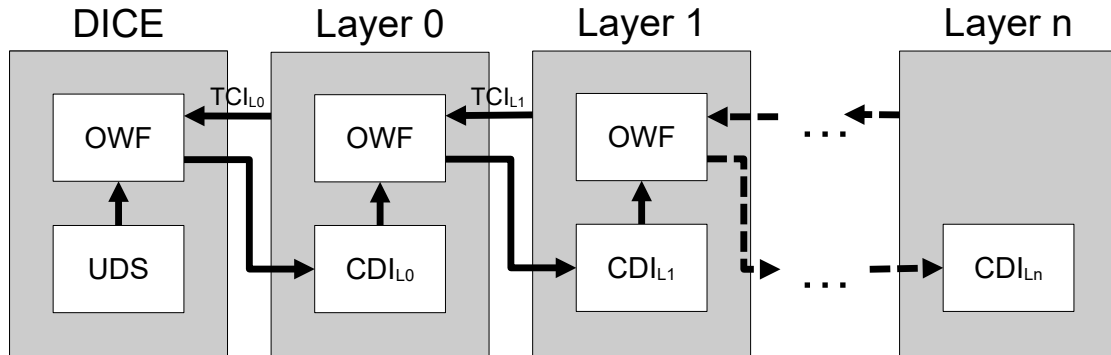 DICE
Layer 0
Layer 1
Layer n
TCIL0
TCIL1
OWF
OWF
OWF
...
UDS
CDIL0
CDIL1
...
CDILn